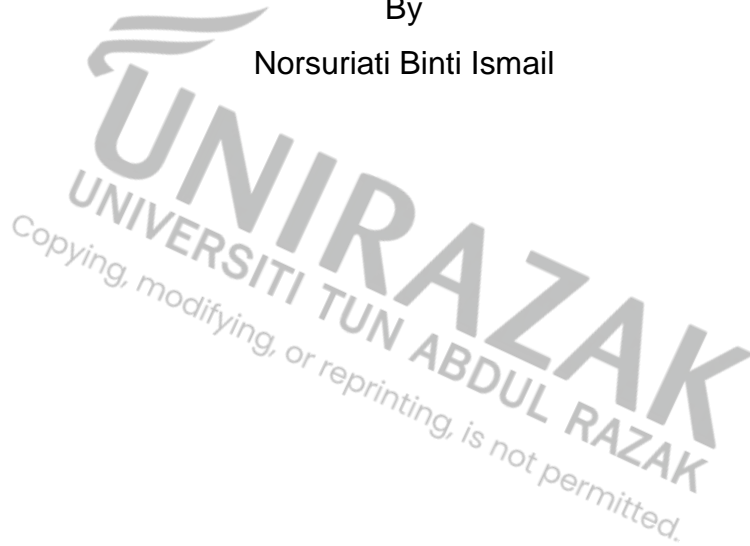 By
Norsuriati Binti Ismail
UNIRAZAK
UNIVERSITI TUN ABDUL RAZAK
Copying, modifying, or reprinting, is not permitted.